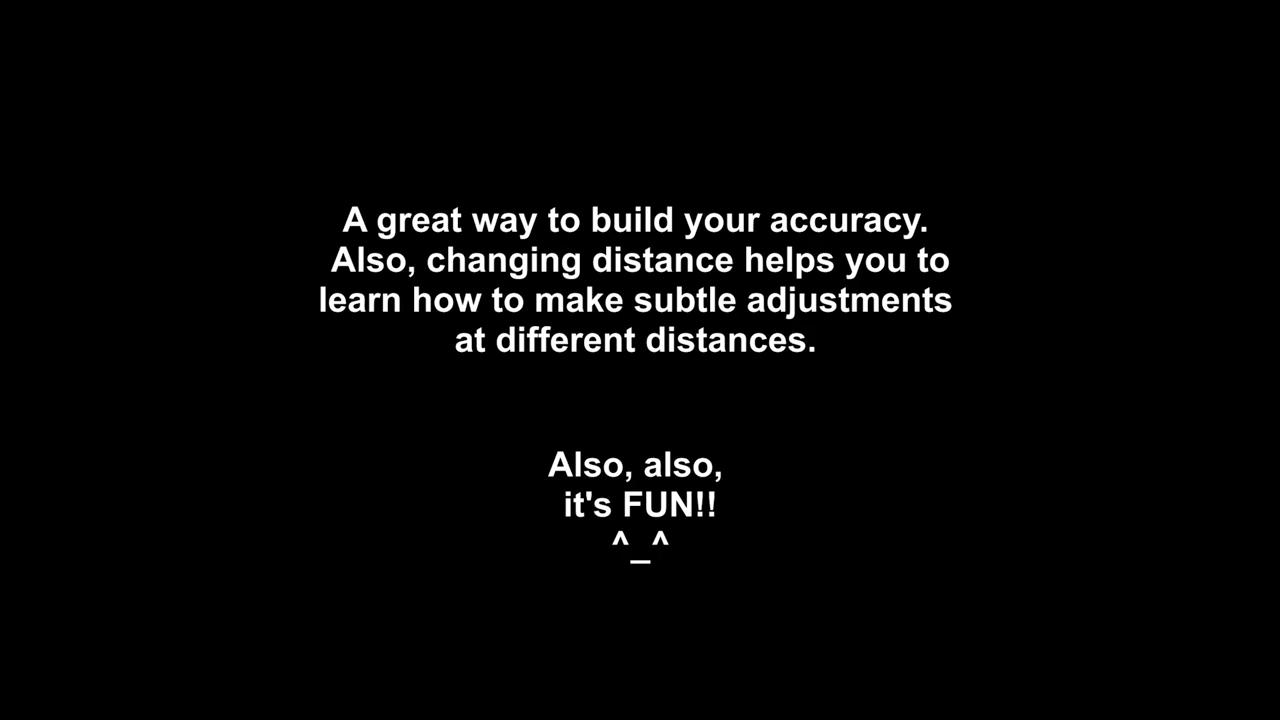 A great way to build your accuracy.
Also, changing distance helps you to
learn how to make subtle adjustments
at different distances.
Also, also,
it's FUN!!
^_^